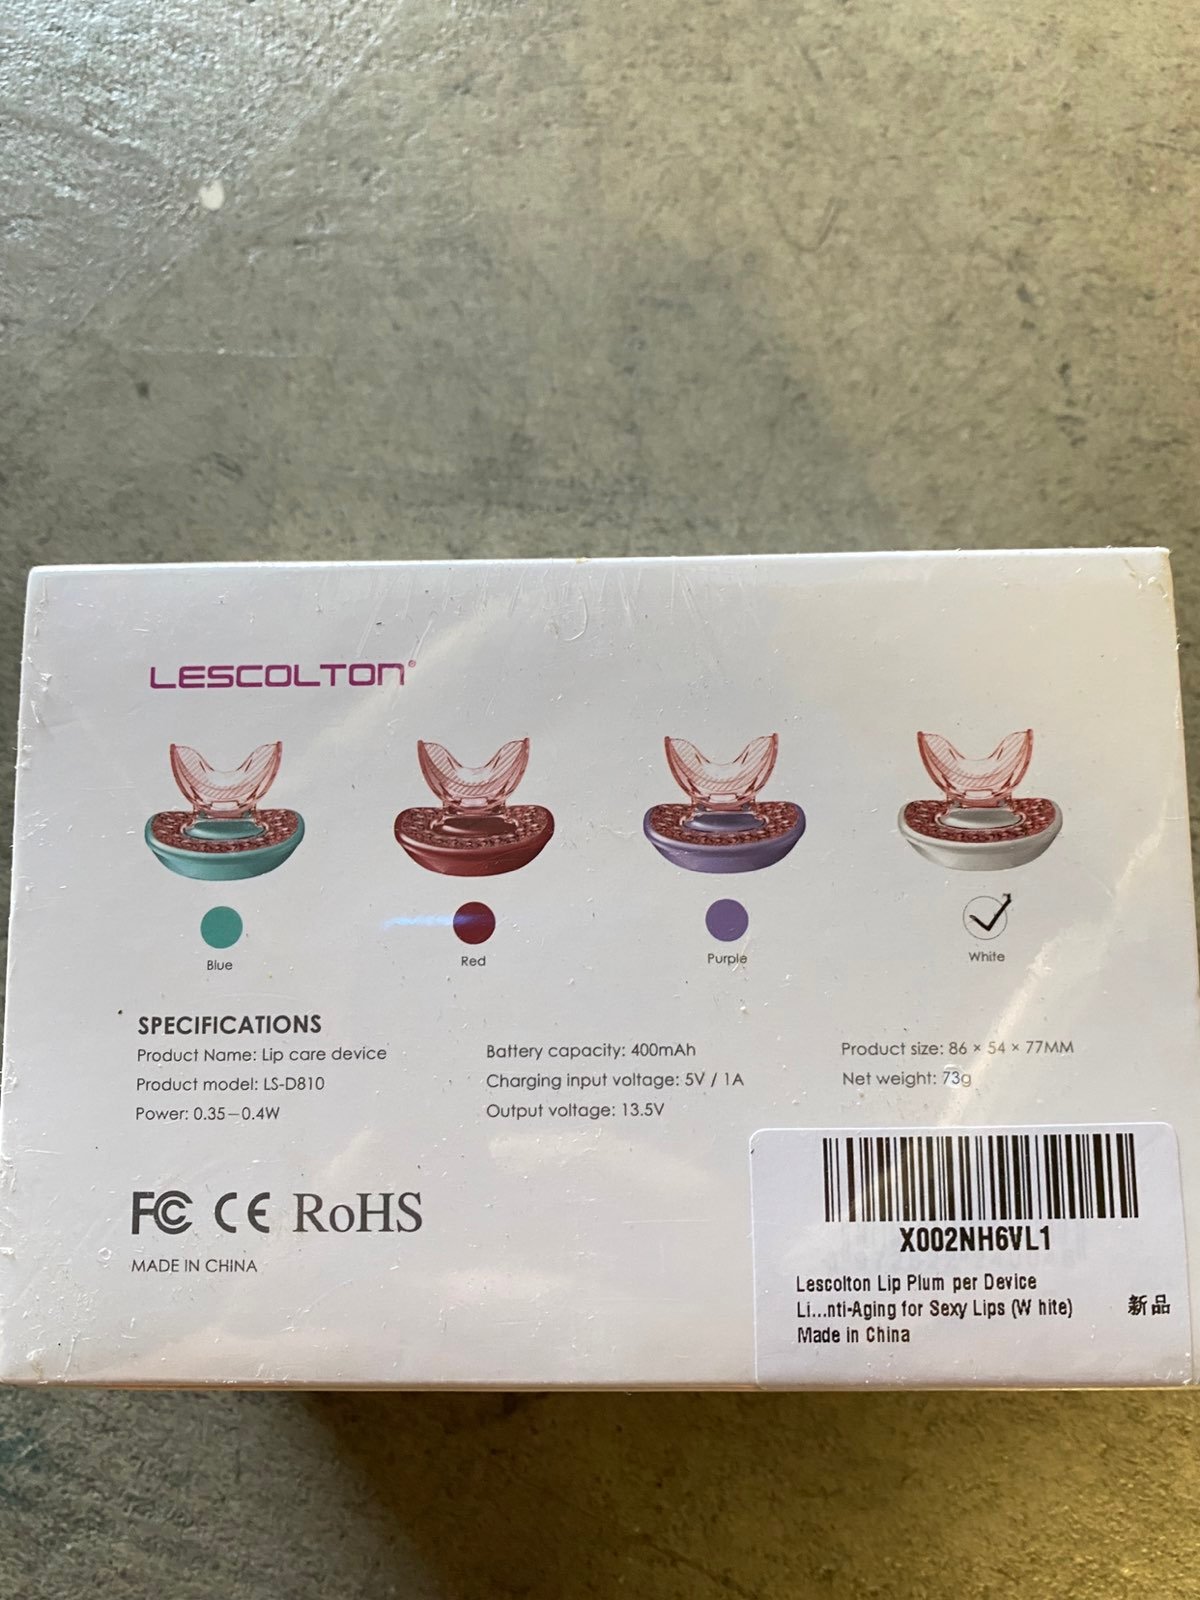 LESCOLTON®
Blue
Red
Purple
White
SPECIFICATIONS
Product Name: Lip care device
Product model: LS-D810
Power: 0.35—0.4W
Battery capacity: 400mAh
Charging input voltage: 5V / 1A
Output voltage: 13.5V
Product size: 86 × 54 × 77MM
Net weight: 73g
FC CE RoHS
MADE IN CHINA
X002NH6VL1
Lescolton Lip Plum per Device
Li...nti-Aging for Sexy Lips (W hite)
新品
Made in China